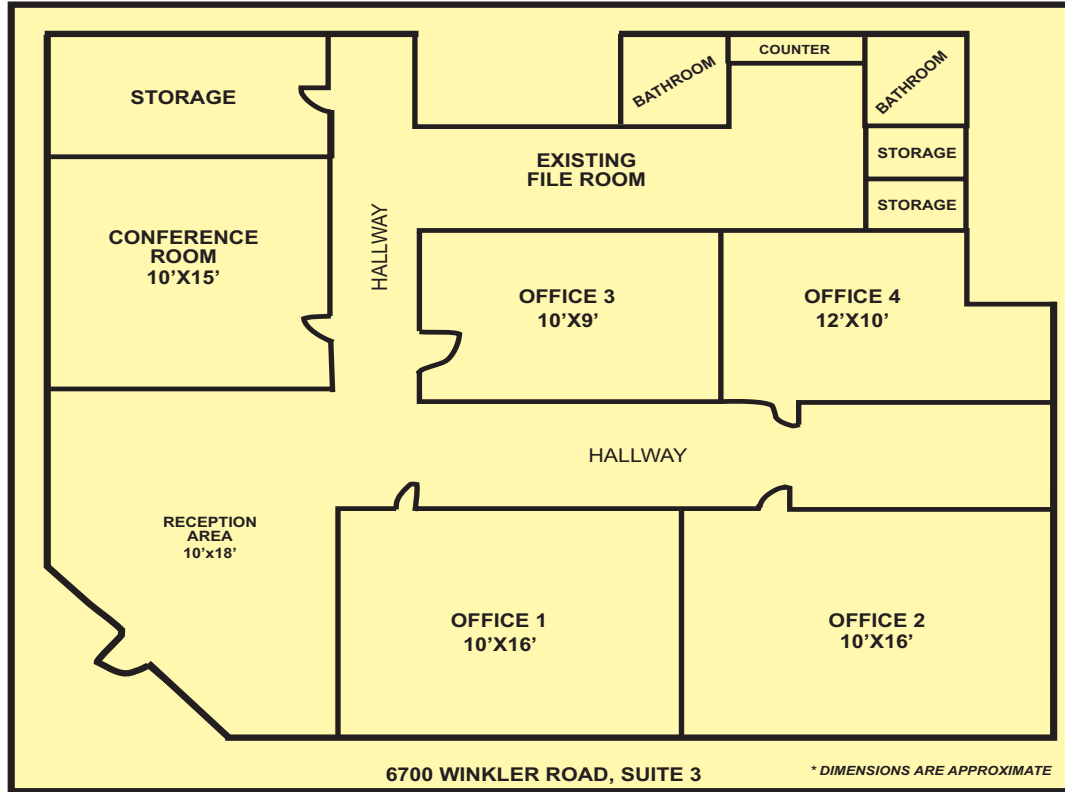 STORAGE
BATHROOM
COUNTER
BATHROOM
STORAGE
STORAGE
EXISTING
FILE ROOM
CONFERENCE
ROOM
10'X15'
HALLWAY
OFFICE 3
10'X9'
OFFICE 4
12'X10'
HALLWAY
RECEPTION
AREA
10'x18'
OFFICE 1
10'X16'
OFFICE 2
10'X16'
6700 WINKLER ROAD, SUITE 3
* DIMENSIONS ARE APPROXIMATE